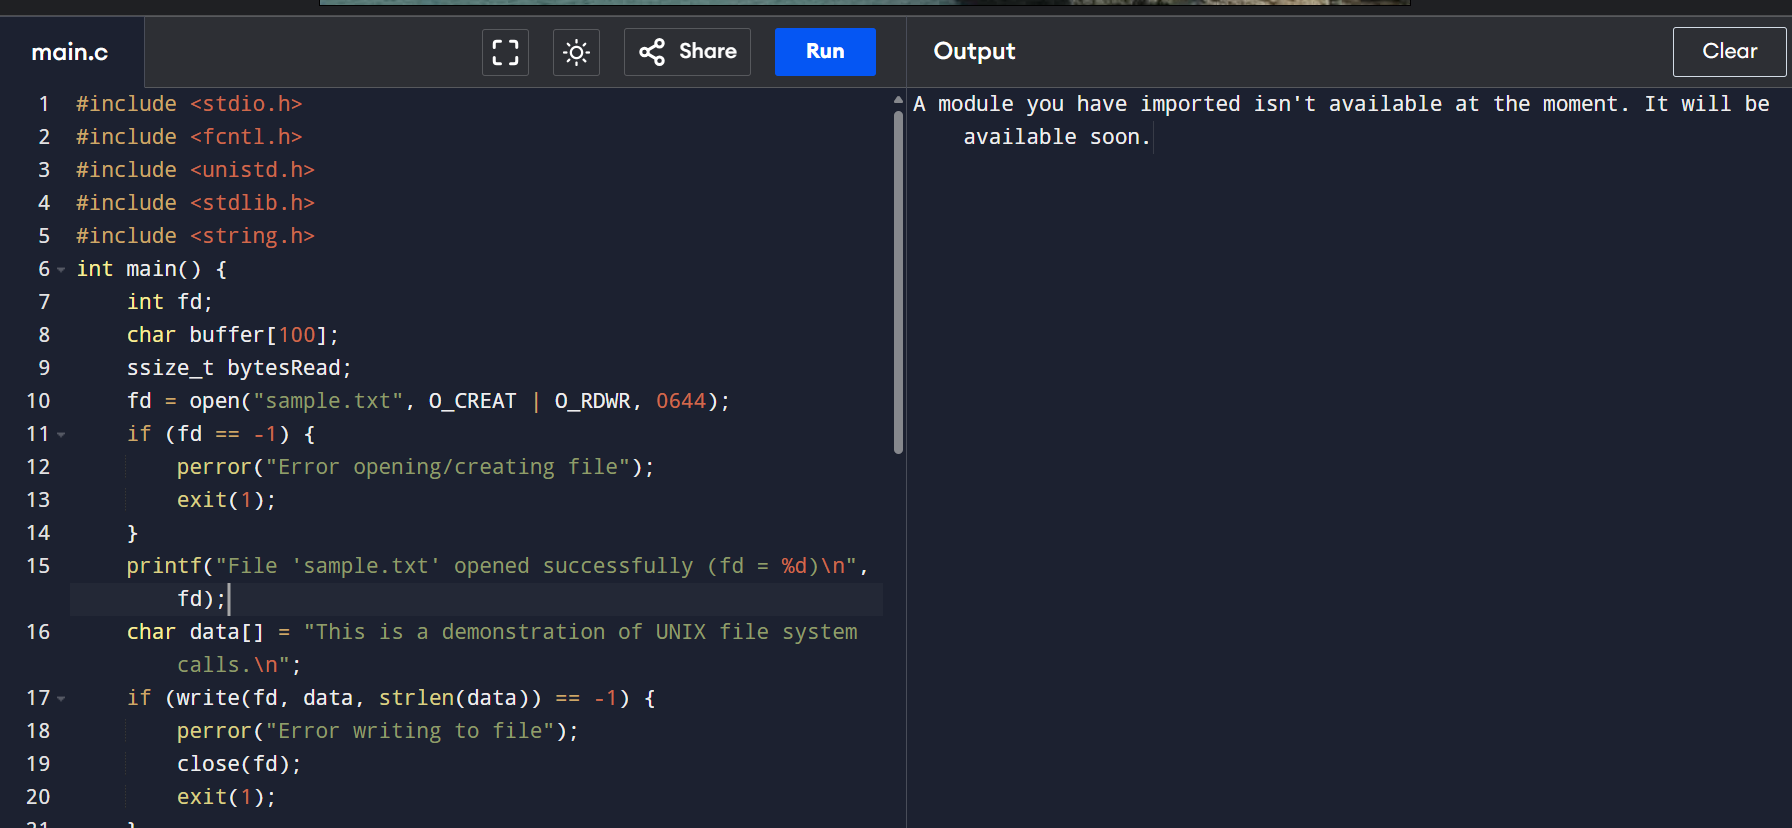 main.c
Share
Run
Output
Clear
1 #include <stdio.h>
2 #include <fcntl.h>
3 #include <unistd.h>
4 #include <stdlib.h>
5 #include <string.h>
6 int main() {
7 int fd;
8 char buffer[100];
9 ssize_t bytesRead;
10 fd = open("sample.txt", O_CREAT | O_RDWR, 0644);
11 if (fd == -1) {
12 perror("Error opening/creating file");
13 exit(1);
14 }
15 printf("File 'sample.txt' opened successfully (fd = %d)\n",
fd);
16 char data[] = "This is a demonstration of UNIX file system
calls.\n";
17 if (write(fd, data, strlen(data)) == -1) {
18 perror("Error writing to file");
19 close(fd);
20 exit(1);
21 }
A module you have imported isn't available at the moment. It will be
available soon.